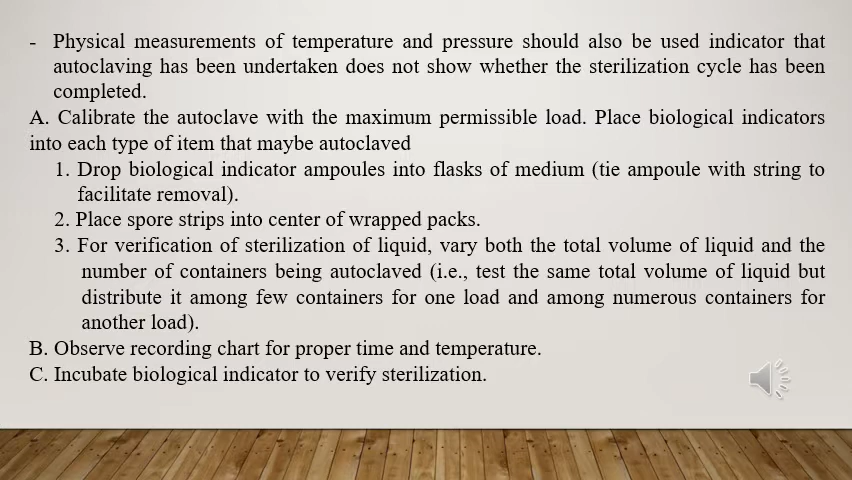 - Physical measurements of temperature and pressure should also be used indicator that
autoclaving has been undertaken does not show whether the sterilization cycle has been
completed.
A. Calibrate the autoclave with the maximum permissible load. Place biological indicators
into each type of item that maybe autoclaved
1. Drop biological indicator ampoules into flasks of medium (tie ampoule with string to
facilitate removal).
2. Place spore strips into center of wrapped packs.
3. For verification of sterilization of liquid, vary both the total volume of liquid and the
number of containers being autoclaved (i.e., test the same total volume of liquid but
distribute it among few containers for one load and among numerous containers for
another load).
B. Observe recording chart for proper time and temperature.
C. Incubate biological indicator to verify sterilization.